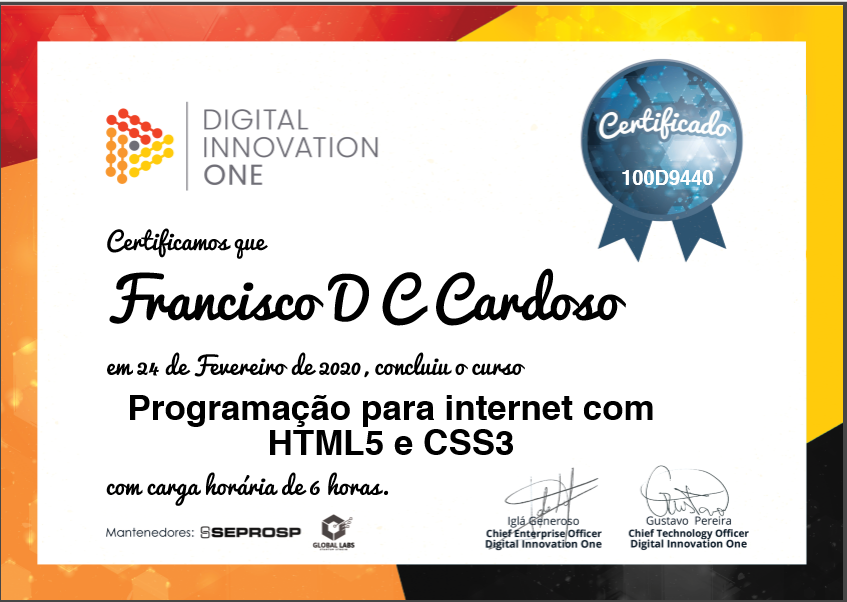 DIGITAL
INNOVATION
ONE
Certificado
100D9440
Certificamos que
Francisco D C Cardoso
em 24 de Fevereiro de 2020, concluiu o curso
Programação para internet com
HTML5 e CSS3
com carga horária de 6 horas.
Mantenedores: SEPROSP
GLOBAL LABS
Iglá Generoso
Chief Enterprise Officer
Digital Innovation One
Gustavo Pereira
Chief Technology Officer
Digital Innovation One